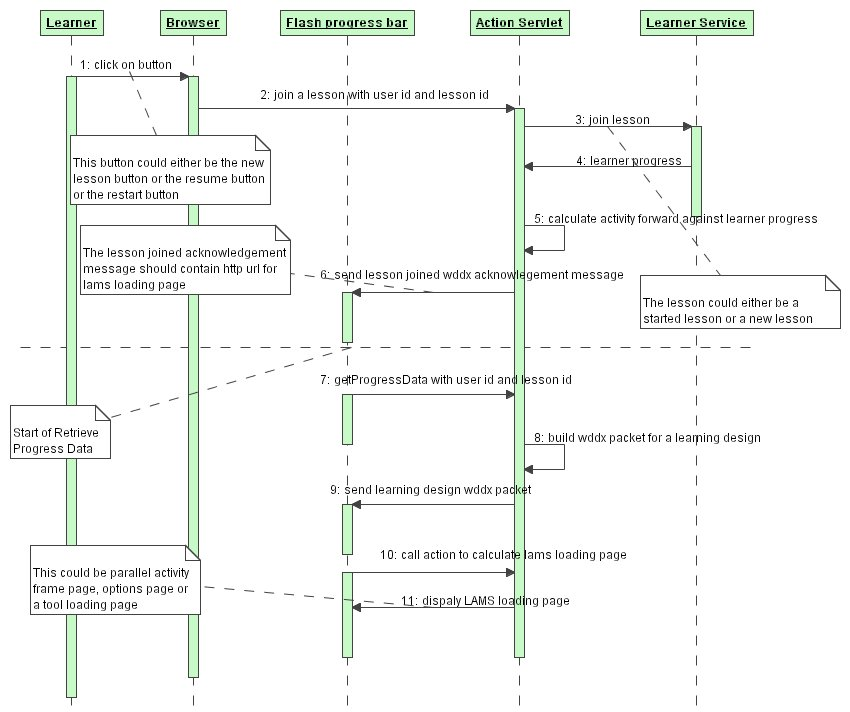 Learner
Browser
Flash progress bar
Action Servlet
Learner Service
1: click on button
2: join a lesson with user id and lesson id
3: join lesson
This button could either be the new
lesson button or the resume button
or the restart button
4: learner progress
5: calculate activity forward against learner progress
The lesson joined acknowledgement
message should contain http url for
lams loading page
6: send lesson joined wddx acknowlegement message
The lesson could either be a
started lesson or a new lesson
7: getProgressData with user id and lesson id
Start of Retrieve
Progress Data
8: build wddx packet for a learning design
9: send learning design wddx packet
10: call action to calculate lams loading page
This could be parallel activity
frame page, options page or
a tool loading page
11: dispaly LAMS loading page